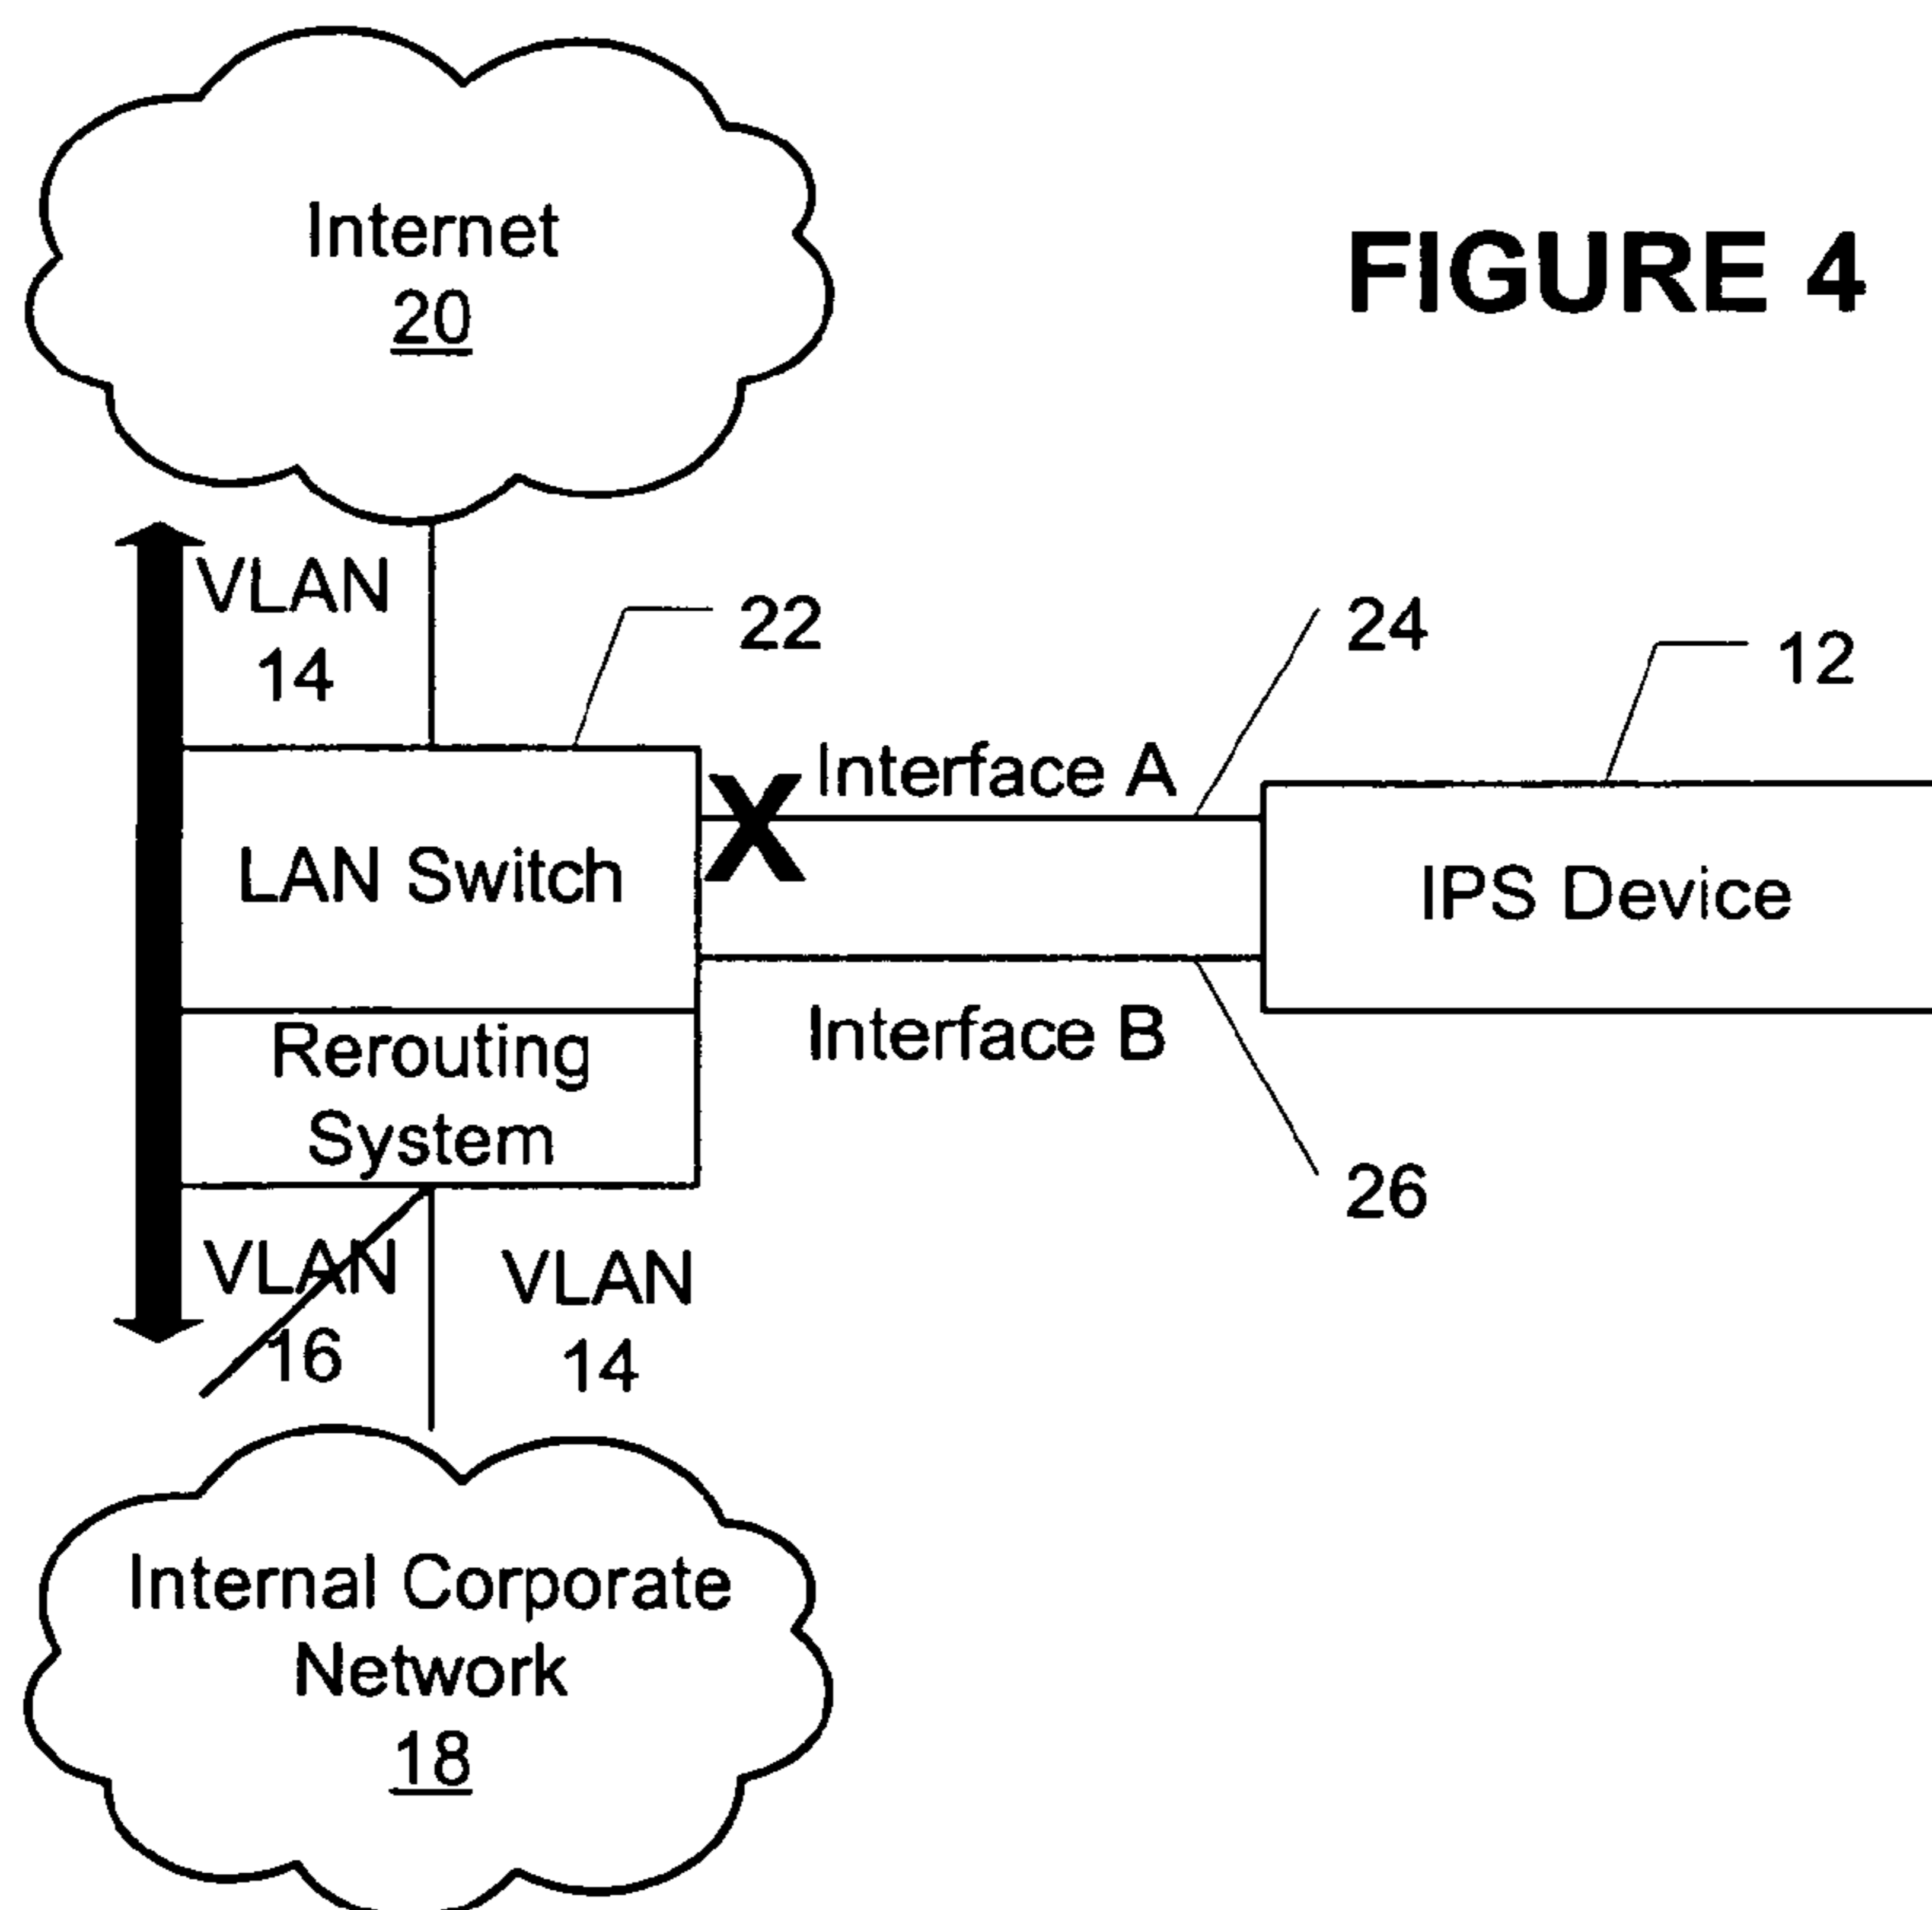 Internet
20
FIGURE 4
VLAN
14
22
24
12
Interface A
LAN Switch
IPS Device
Interface B
Rerouting
System
26
VLAN
16
VLAN
14
Internal Corporate
Network
18
X